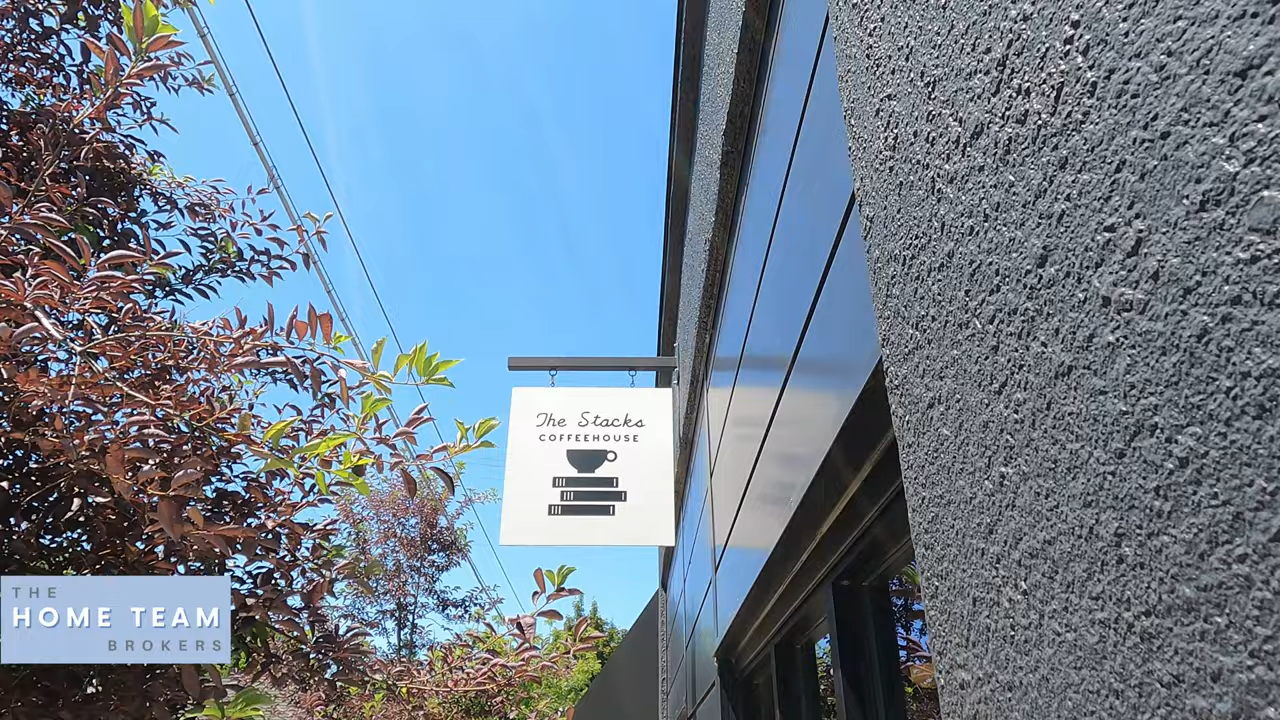 The Stacks
COFFEEHOUSE
THE
HOME TEAM
BROKERS